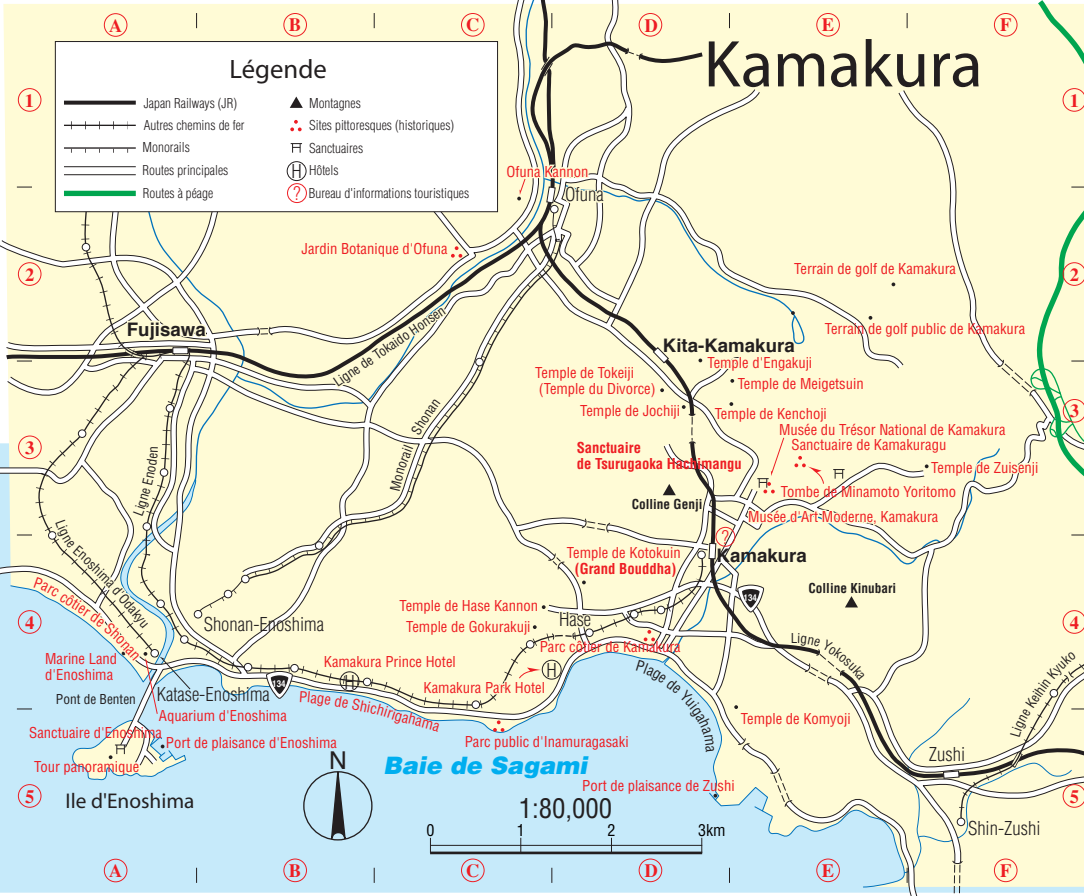 A
B
C
D
E
F
Kamakura
Légende
Japan Railways (JR)
Autres chemins de fer
Monorails
Routes principales
Routes à péage
Montagnes
Sites pittoresques (historiques)
Sanctuaires
H
Hôtels
?
Bureau d'informations touristiques
1
1
Ofuna Kannon
Ofuna
Jardin Botanique d'Ofuna
2
2
Terrain de golf de Kamakura
Terrain de golf public de Kamakura
Fujisawa
Ligne de Tokaido Honsen
Kita-Kamakura
Temple d'Engakuji
Temple de Tokeiji
(Temple du Divorce)
Temple de Meigetsuin
Temple de Jochiji
Temple de Kenchoji
3
3
Musée du Trésor National de Kamakura
Sanctuaire de Kamakuragu
Sanctuaire
de Tsurugaoka Hachimangu
Temple de Zuisenji
Tombe de Minamoto Yoritomo
Colline Genji
Musée d'Art Moderne, Kamakura
Monorail Shonan
Ligne Enoden
Ligne Enoshima d'Odakyu
?
Kamakura
Temple de Kotokuin
(Grand Bouddha)
Colline Kinubari
134
Parc côtier de Shonan
Temple de Hase Kannon
Temple de Gokurakuji
Hase
Shonan-Enoshima
4
4
Parc côtier de Kamakura
Ligne Yokosuka
Marine Land
d'Enoshima
Kamakura Prince Hotel
H
Kamakura Park Hotel
H
Plage de Yuigahama
Ligne Keihin Kyuko
Pont de Benten
Katase-Enoshima
134
Plage de Shichirigahama
Aquarium d'Enoshima
Temple de Komyoji
Sanctuaire d'Enoshima
Port de plaisance d'Enoshima
Parc public d'Inamuragasaki
Tour panoramique
Zushi
N
Baie de Sagami
Port de plaisance de Zushi
5
5
Ile d'Enoshima
1:80,000
0
1
2
3km
Shin-Zushi
A
B
C
D
E
F